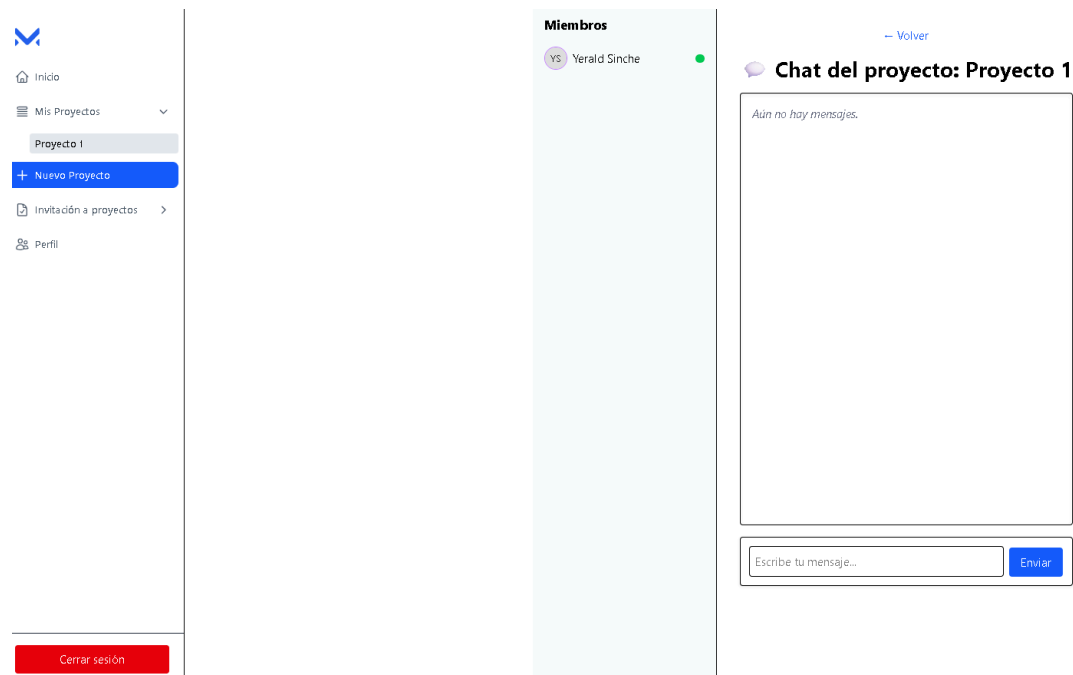 Inicio
Mis Proyectos
Proyecto 1
Nuevo Proyecto
Invitación a proyectos
Perfil
Cerrar sesión
Miembros
YS Yerald Sinche
← Volver
Chat del proyecto: Proyecto 1
Aún no hay mensajes.
Escribe tu mensaje...
Enviar